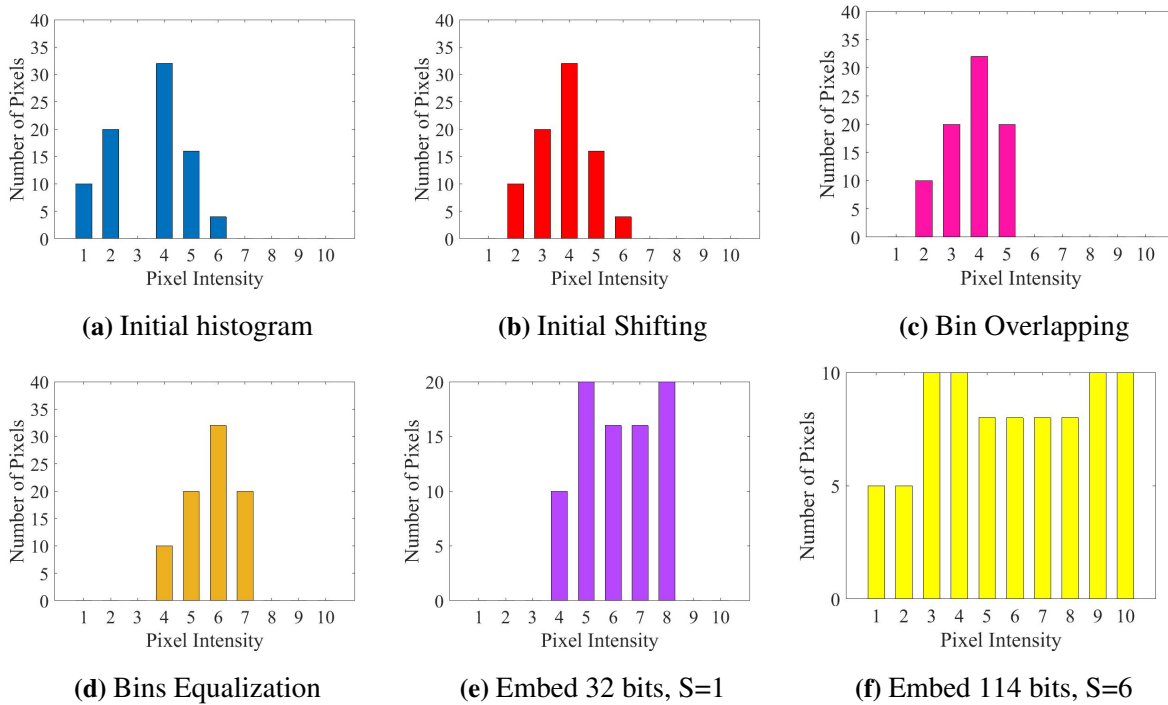 40
35
30
25
20
15
10
5
0
Number of Pixels
1 2 3 4 5 6 7 8 9 10
Pixel Intensity
(a) Initial histogram
40
35
30
25
20
15
10
5
0
Number of Pixels
1 2 3 4 5 6 7 8 9 10
Pixel Intensity
(b) Initial Shifting
40
35
30
25
20
15
10
5
0
Number of Pixels
1 2 3 4 5 6 7 8 9 10
Pixel Intensity
(c) Bin Overlapping
40
35
30
25
20
15
10
5
0
Number of Pixels
1 2 3 4 5 6 7 8 9 10
Pixel Intensity
(d) Bins Equalization
20
15
10
5
0
Number of Pixels
1 2 3 4 5 6 7 8 9 10
Pixel Intensity
(e) Embed 32 bits, S=1
10
5
0
Number of Pixels
1 2 3 4 5 6 7 8 9 10
Pixel Intensity
(f) Embed 114 bits, S=6